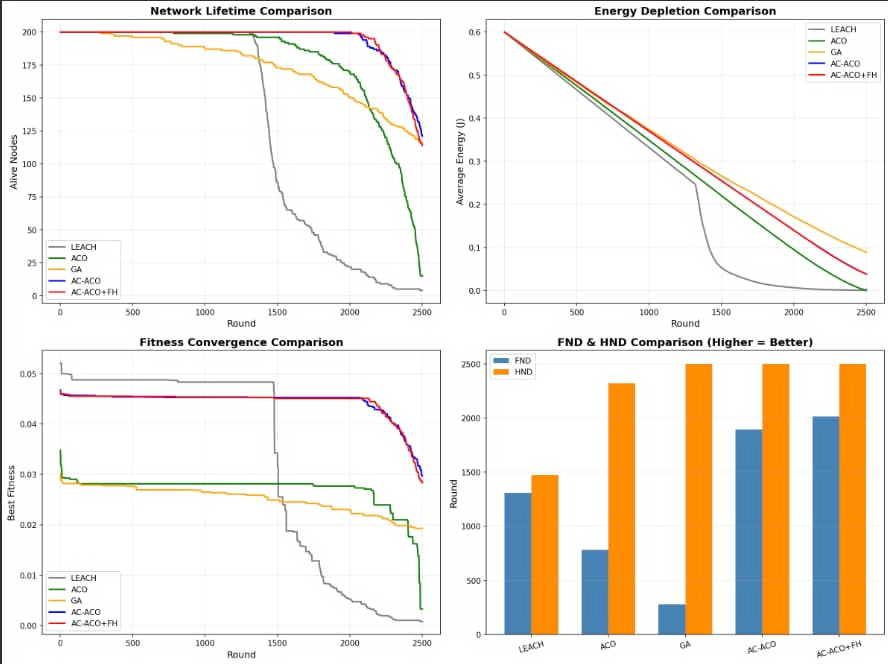 Network Lifetime Comparison
200
175
150
125
100
75
50
25
0
Alive Nodes
LEACH
ACO
GA
AC-ACO
AC-ACO+FH
0 500 1000 1500 2000 2500
Round
Energy Depletion Comparison
0.6
0.5
0.4
0.3
0.2
0.1
0.0
Average Energy (J)
LEACH
ACO
GA
AC-ACO
AC-ACO+FH
0 500 1000 1500 2000 2500
Round
Fitness Convergence Comparison
0.05
0.04
0.03
0.02
0.01
0.00
Best Fitness
LEACH
ACO
GA
AC-ACO
AC-ACO+FH
0 500 1000 1500 2000 2500
Round
FND & HND Comparison (Higher = Better)
FND
HND
2500
2000
1500
1000
500
0
Round
LEACH ACO GA AC-ACO AC-ACO+FH